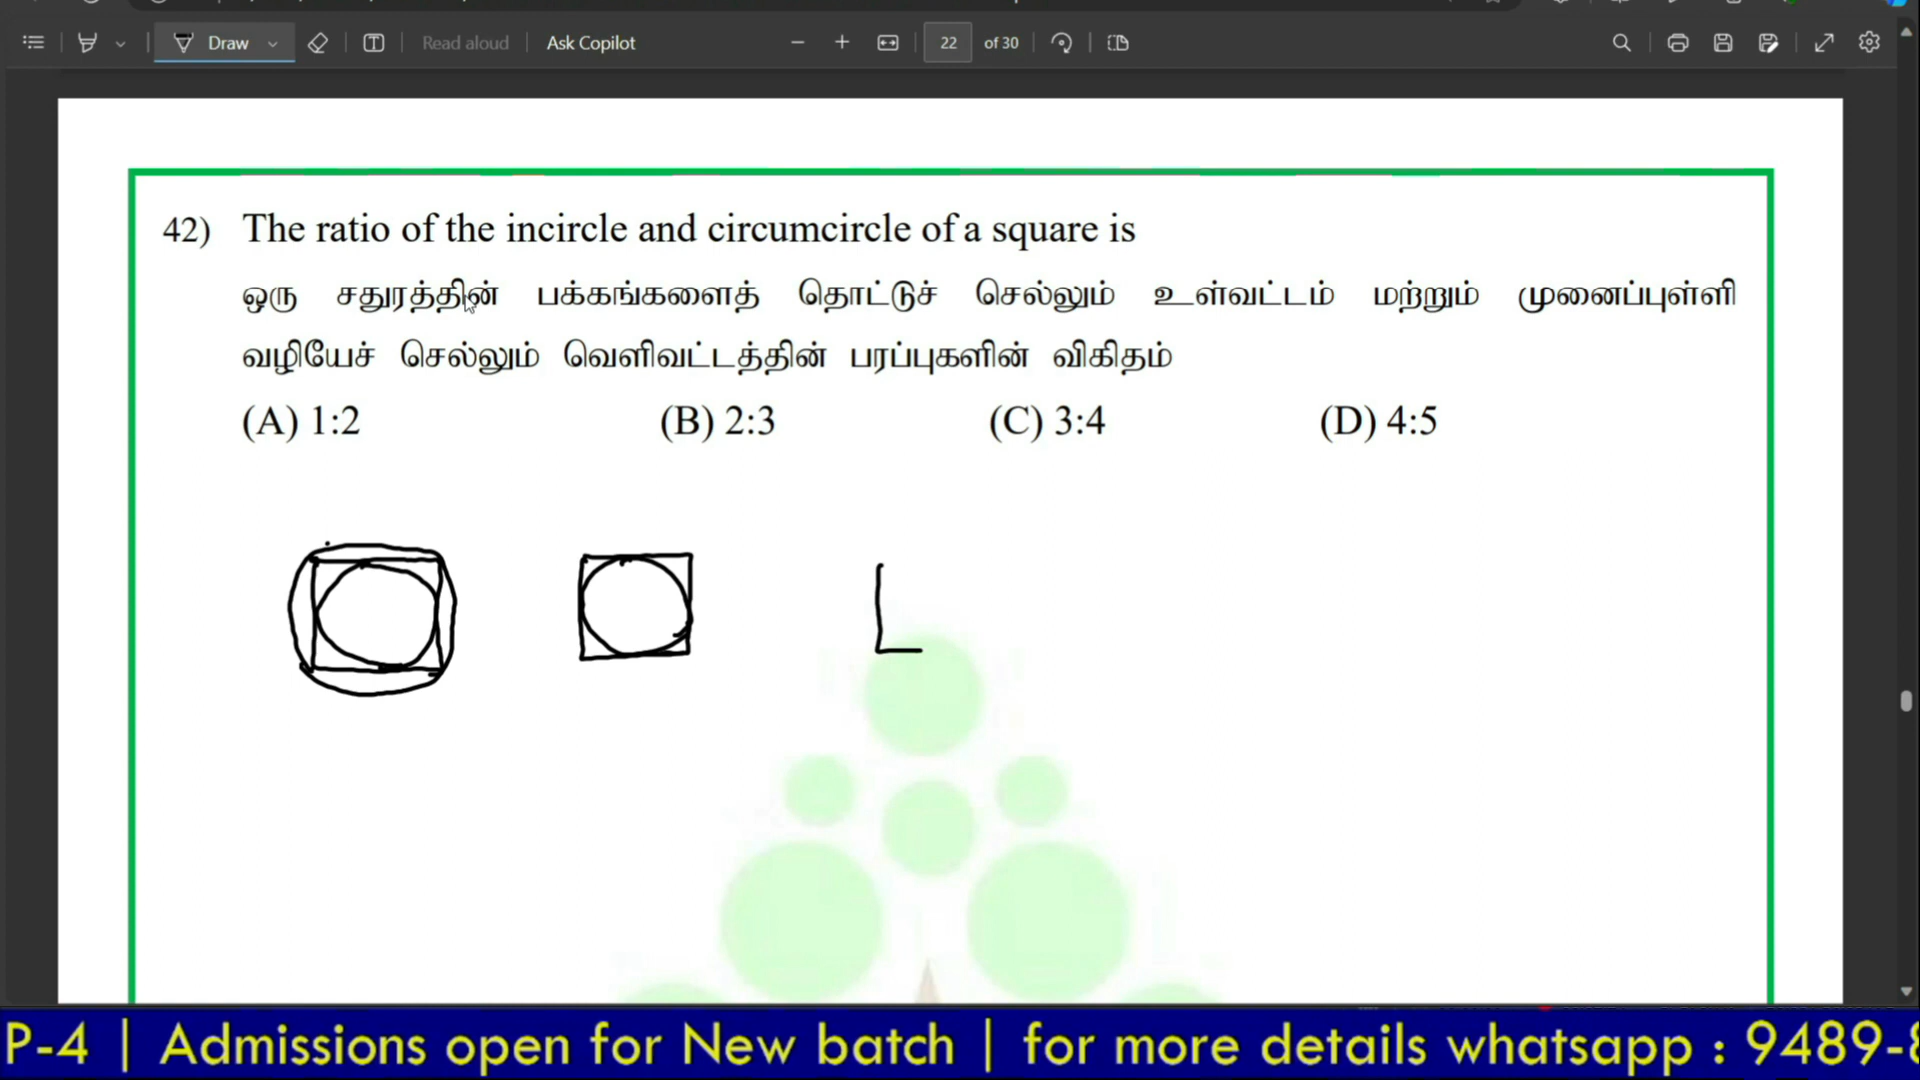 Draw
Read aloud
Ask Copilot
22 of 30
42) The ratio of the incircle and circumcircle of a square is
ஒரு சதுரத்தின் பக்கங்களைத் தொட்டுச் செல்லும் உள்வட்டம் மற்றும் முனைப்புள்ளி
வழியேச் செல்லும் வெளிவட்டத்தின் பரப்புகளின் விகிதம்
(A) 1:2 (B) 2:3 (C) 3:4 (D) 4:5
P-4 | Admissions open for New batch | for more details whatsapp : 9489-8